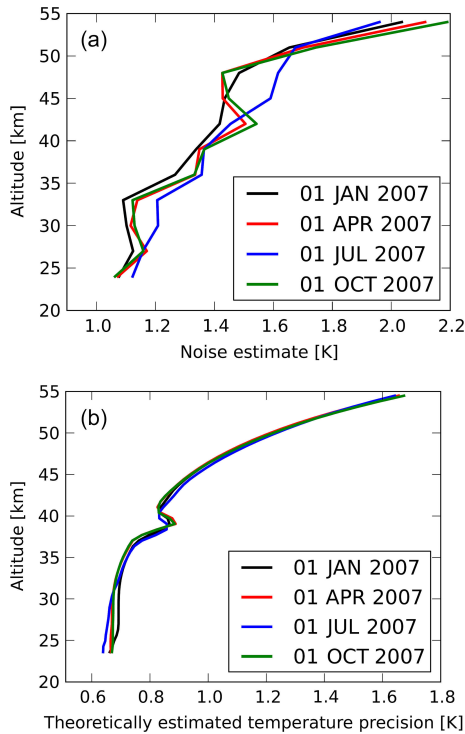 (a)
55
50
45
40
35
30
25
20
Altitude [km]
01 JAN 2007
01 APR 2007
01 JUL 2007
01 OCT 2007
1.0 1.2 1.4 1.6 1.8 2.0 2.2
Noise estimate [K]
(b)
55
50
45
40
35
30
25
20
Altitude [km]
01 JAN 2007
01 APR 2007
01 JUL 2007
01 OCT 2007
0.6 0.8 1.0 1.2 1.4 1.6 1.8
Theoretically estimated temperature precision [K]